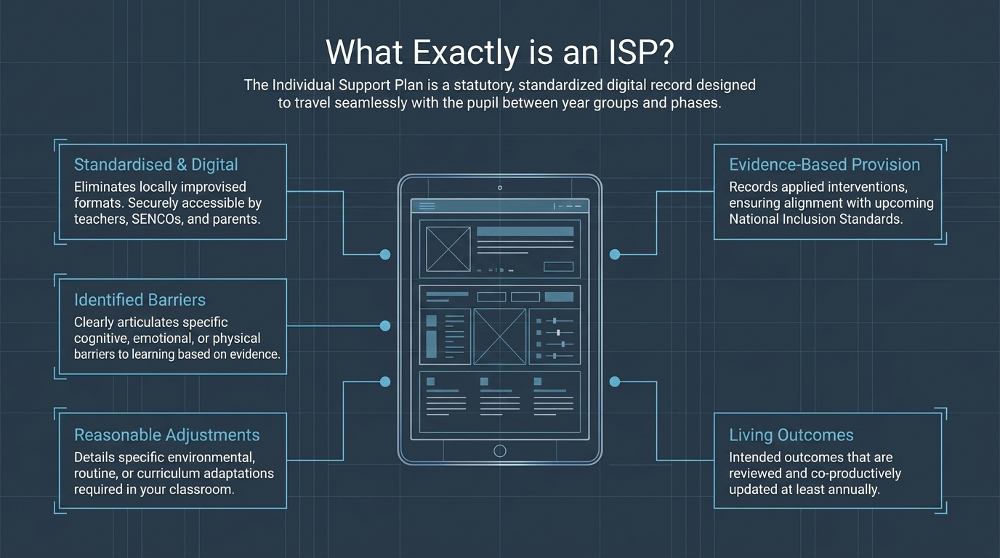 What Exactly is an ISP?
The Individual Support Plan is a statutory, standardized digital record designed
to travel seamlessly with the pupil between year groups and phases.
Standardised & Digital
Eliminates locally improvised
formats. Securely accessible by
teachers, SENCOs, and parents.
Identified Barriers
Clearly articulates specific
cognitive, emotional, or physical
barriers to learning based on evidence.
Reasonable Adjustments
Details specific environmental,
routine, or curriculum adaptations
required in your classroom.
Evidence-Based Provision
Records applied interventions,
ensuring alignment with upcoming
National Inclusion Standards.
Living Outcomes
Intended outcomes that are
reviewed and co-productively
updated at least annually.